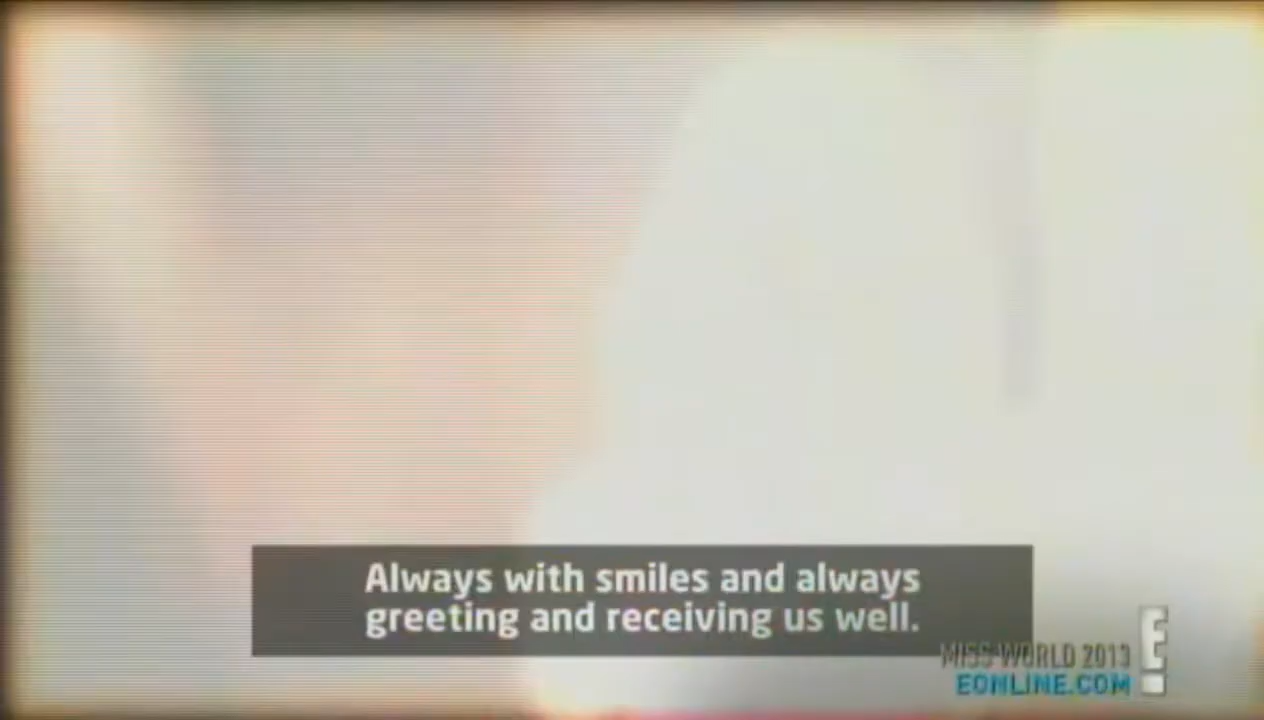 Always with smiles and always
greeting and receiving us well.
MISS WORLD 2013
E!
EONLINE.COM